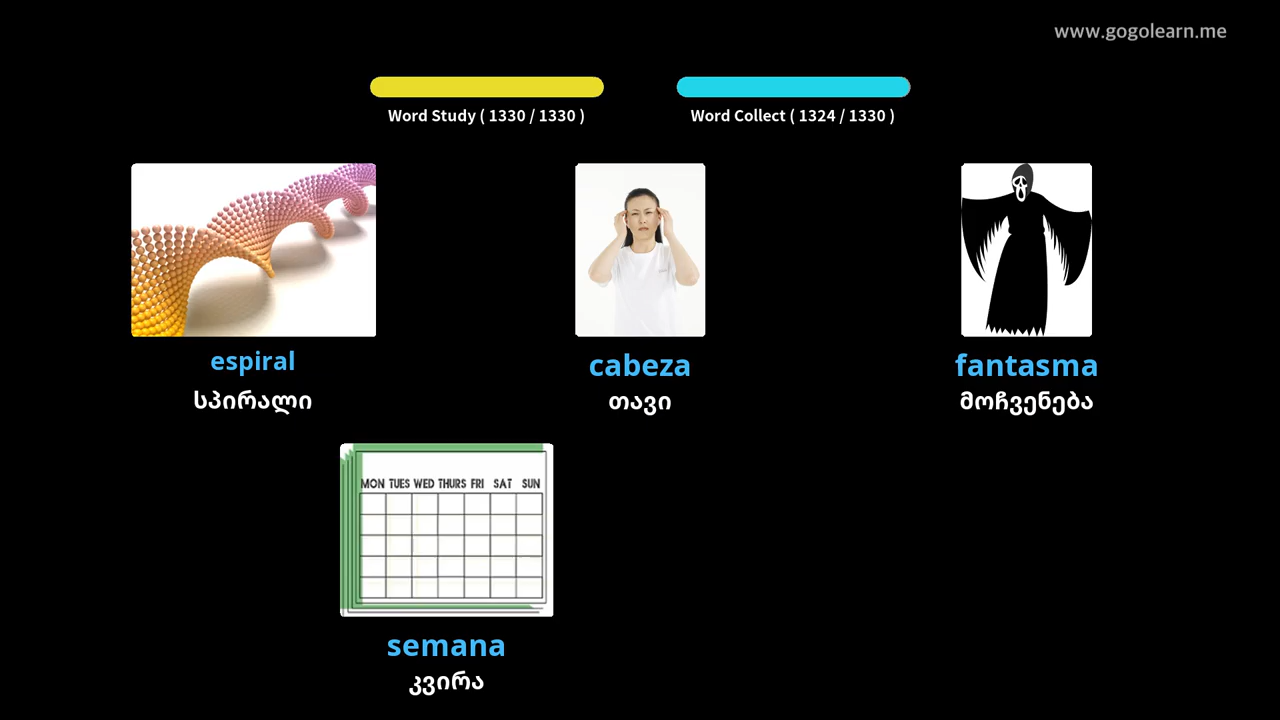 www.gogolearn.me
Word Study ( 1330 / 1330 )
Word Collect ( 1324 / 1330 )
espiral
სპირალი
cabeza
თავი
fantasma
მოჩვენება
MON TUES WED THURS FRI SAT SUN
semana
კვირა